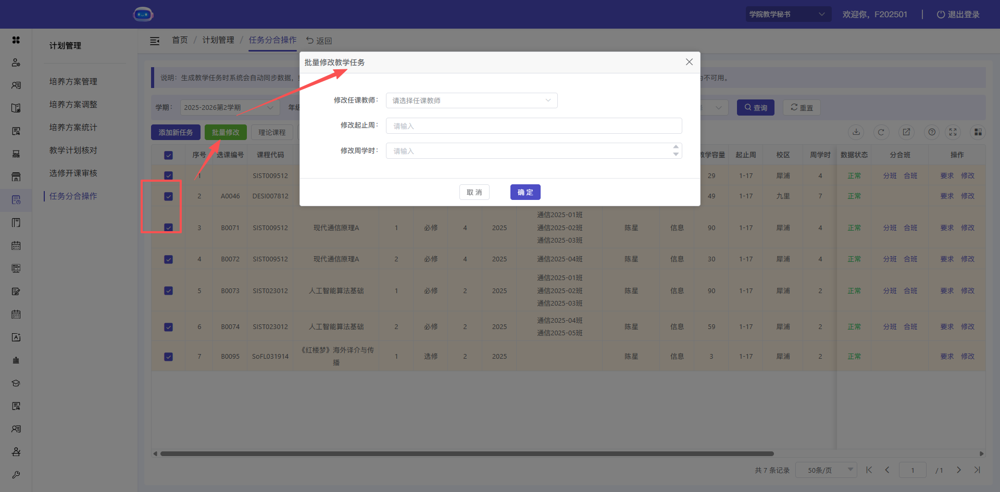 学院教学秘书
欢迎你，F202501
退出登录
计划管理
培养方案管理
培养方案调整
培养方案统计
教学计划核对
选修开课审核
任务分合操作
首页 / 计划管理 / 任务分合操作 返回
说明：生成教学任务时系统会自动同步数据，
为不可用。
学期： 2025-2026第2学期 年级
查询 重置
添加新任务 批量修改 理论课程
批量修改教学任务
修改任课教师： 请选择任课教师
修改起止周： 请输入
修改周学时： 请输入
取 消 确 定
序号 选课编号 课程代码 教学容量 起止周 校区 周学时 数据状态 分合班 操作
1 SIST009512 29 1-17 犀浦 4 正常 分班 合班 要求 修改
2 A0046 DESI007812 49 1-17 九里 7 正常 要求 修改
3 B0071 SIST009512 现代通信原理A 1 必修 4 2025 通信2025-01班 陈星 信息 90 1-17 犀浦 4 正常 分班 合班 要求 修改
通信2025-02班
通信2025-03班
4 B0072 SIST009512 现代通信原理A 2 必修 4 2025 通信2025-04班 陈星 信息 30 1-17 犀浦 4 正常 分班 合班 要求 修改
5 B0073 SIST023012 人工智能算法基础 1 必修 2 2025 通信2025-01班 陈星 信息 90 1-17 犀浦 2 正常 分班 合班 要求 修改
通信2025-02班
通信2025-03班
6 B0074 SIST023012 人工智能算法基础 2 必修 2 2025 通信2025-04班 陈星 信息 59 1-17 犀浦 2 正常 分班 合班 要求 修改
通信2025-05班
7 B0095 SoFL031914 《红楼梦》海外译介与传 1 选修 2 2025 陈星 信息 3 1-17 犀浦 2 正常 要求 修改
播
共 7 条记录 50条/页 1 / 1